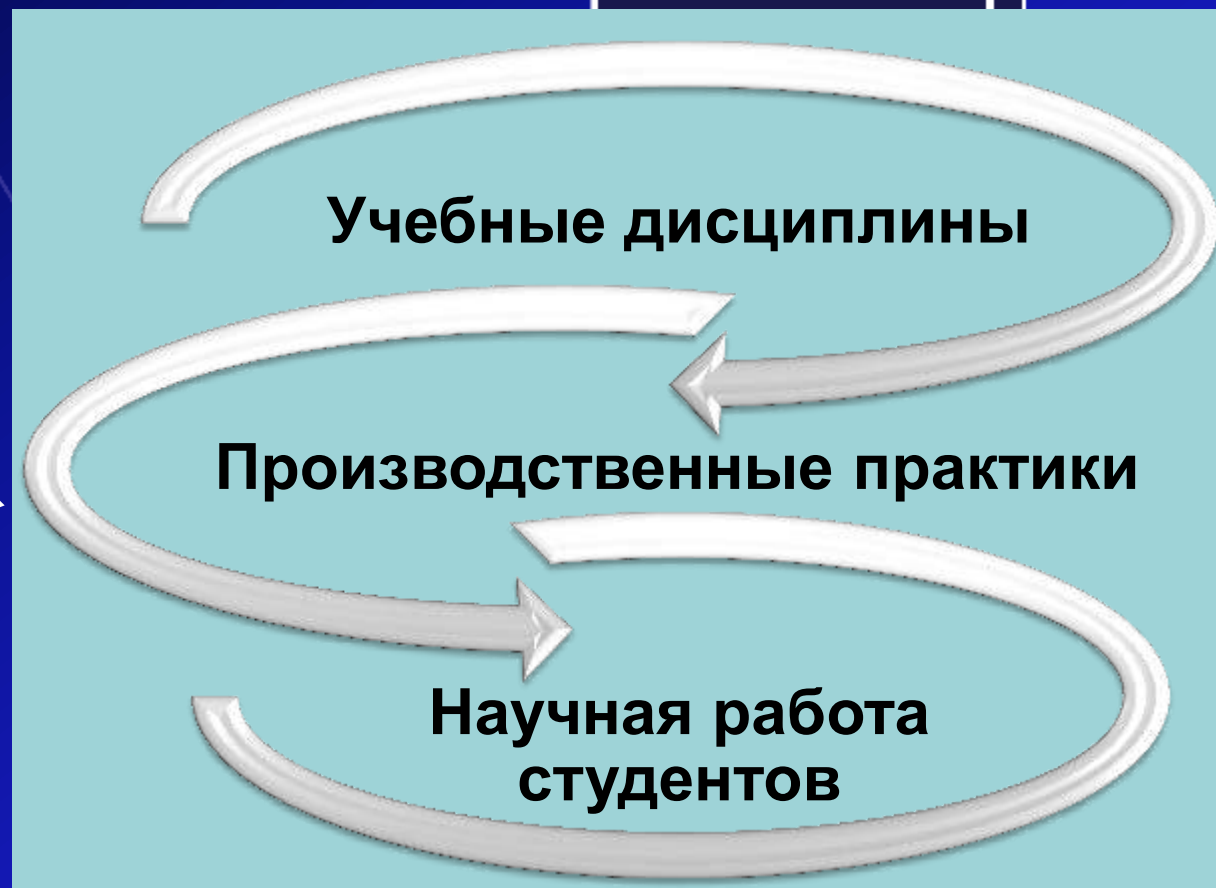 Учебные дисциплины
Производственные практики
Научная работа
студентов